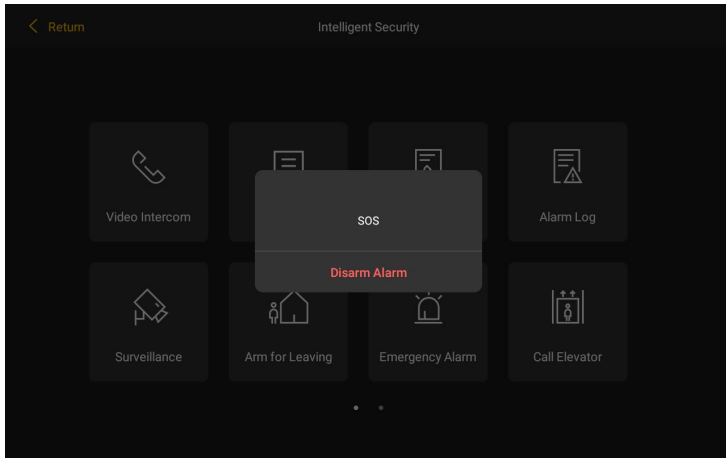 Return
Intelligent Security
Video Intercom
Alarm Log
SOS
Disarm Alarm
Surveillance
Arm for Leaving
Emergency Alarm
Call Elevator